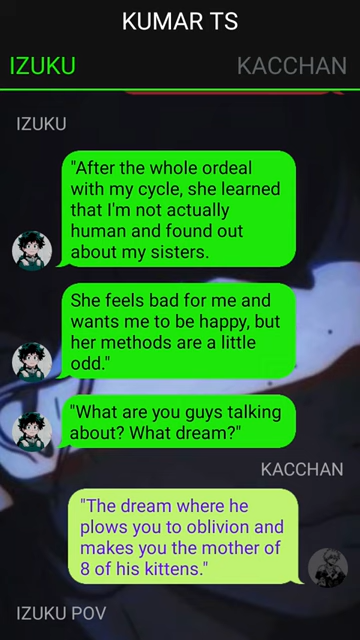 KUMAR TS
IZUKU KACCHAN
IZUKU
"After the whole ordeal
with my cycle, she learned
that I'm not actually
human and found out
about my sisters.
She feels bad for me and
wants me to be happy, but
her methods are a little
odd."
"What are you guys talking
about? What dream?"
KACCHAN
"The dream where he
plows you to oblivion and
makes you the mother of
8 of his kittens."
IZUKU POV